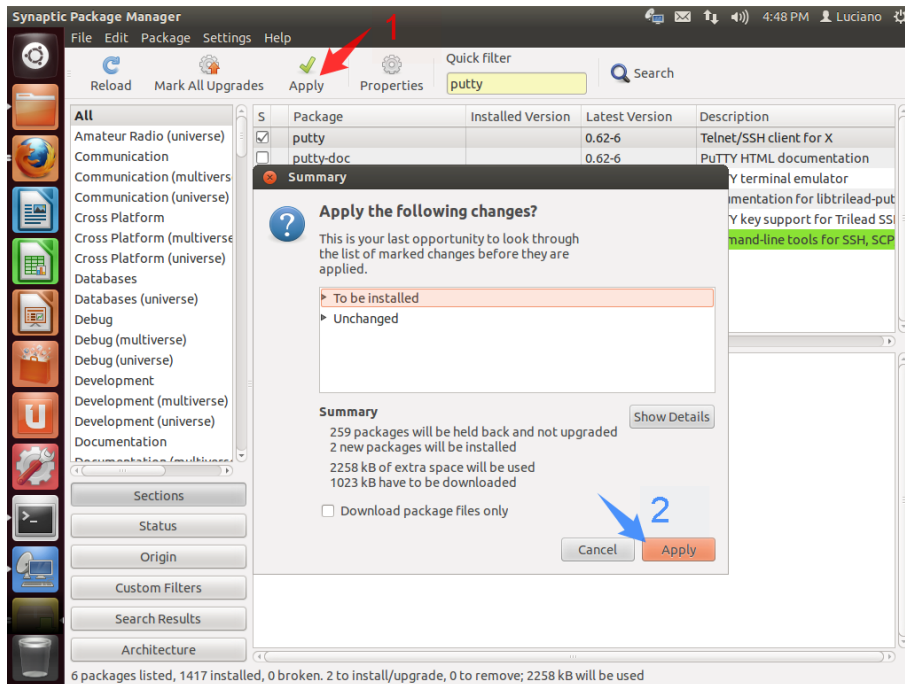 Synaptic Package Manager 4:48 PM Luciano
File Edit Package Settings Help
1
Reload Mark All Upgrades Apply Properties
Quick filter
putty
Search
All
Amateur Radio (universe)
Communication
Communication (multivers
Communication (universe)
Cross Platform
Cross Platform (multiverse
Cross Platform (universe)
Databases
Databases (universe)
Debug
Debug (multiverse)
Debug (universe)
Development
Development (multiverse)
Development (universe)
Documentation
Sections
Status
Origin
Custom Filters
Search Results
Architecture
S Package Installed Version Latest Version Description
putty 0.62-6 Telnet/SSH client for X
putty-doc 0.62-6 PuTTY HTML documentation
Y terminal emulator
mentation for libtrilead-put
Y key support for Trilead SSI
mand-line tools for SSH, SCP
Summary
Apply the following changes?
This is your last opportunity to look through
the list of marked changes before they are
applied.
To be installed
Unchanged
Summary
Show Details
259 packages will be held back and not upgraded
2 new packages will be installed
2258 kB of extra space will be used
1023 kB have to be downloaded
Download package files only
2
Cancel Apply
6 packages listed, 1417 installed, 0 broken. 2 to install/upgrade, 0 to remove; 2258 kB will be used